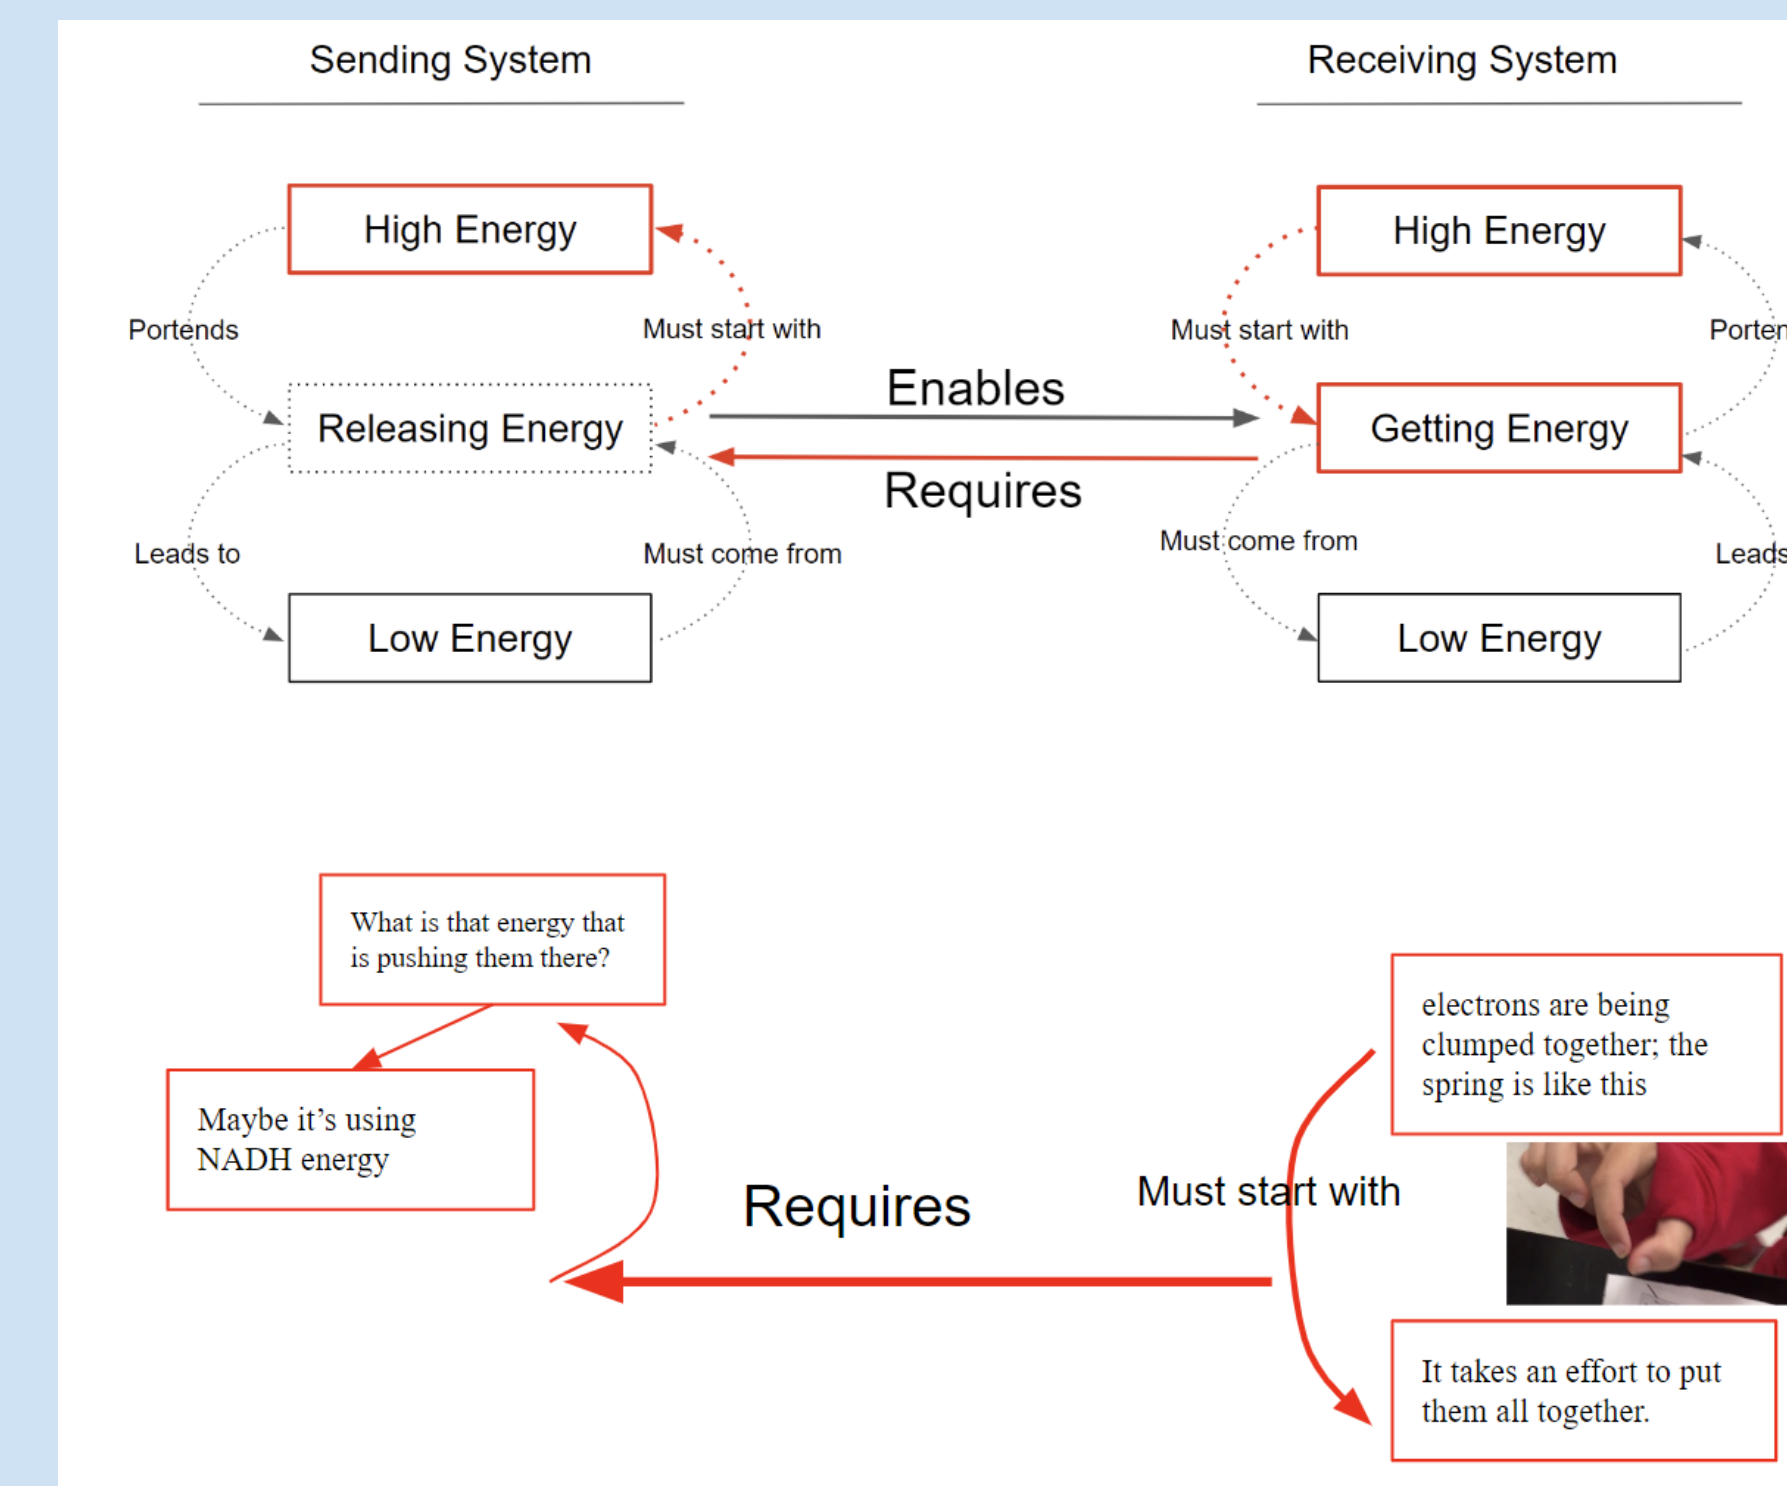 Sending System
Receiving System
High Energy
High Energy
Portends
Must start with
Must start with
Porten
Enables
Releasing Energy
Getting Energy
Requires
Leads to
Must come from
Must come from
Leads
Low Energy
Low Energy
What is that energy that
is pushing them there?
electrons are being
clumped together; the
spring is like this
Maybe it’s using
NADH energy
Requires
Must start with
It takes an effort to put
them all together.